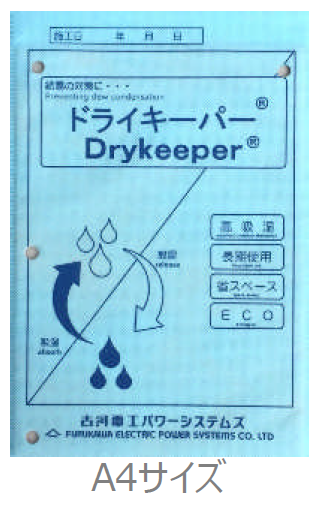 施工日 年 月 日
結露の対策に・・・
Preventing dew condensation
ドライキーパー®
Drykeeper®
高吸湿
長期使用
省スペース
ECO
放湿
release
吸湿
absorb
古河電工パワーシステムズ
FURUKAWA ELECTRIC POWER SYSTEMS CO. LTD
A4サイズ